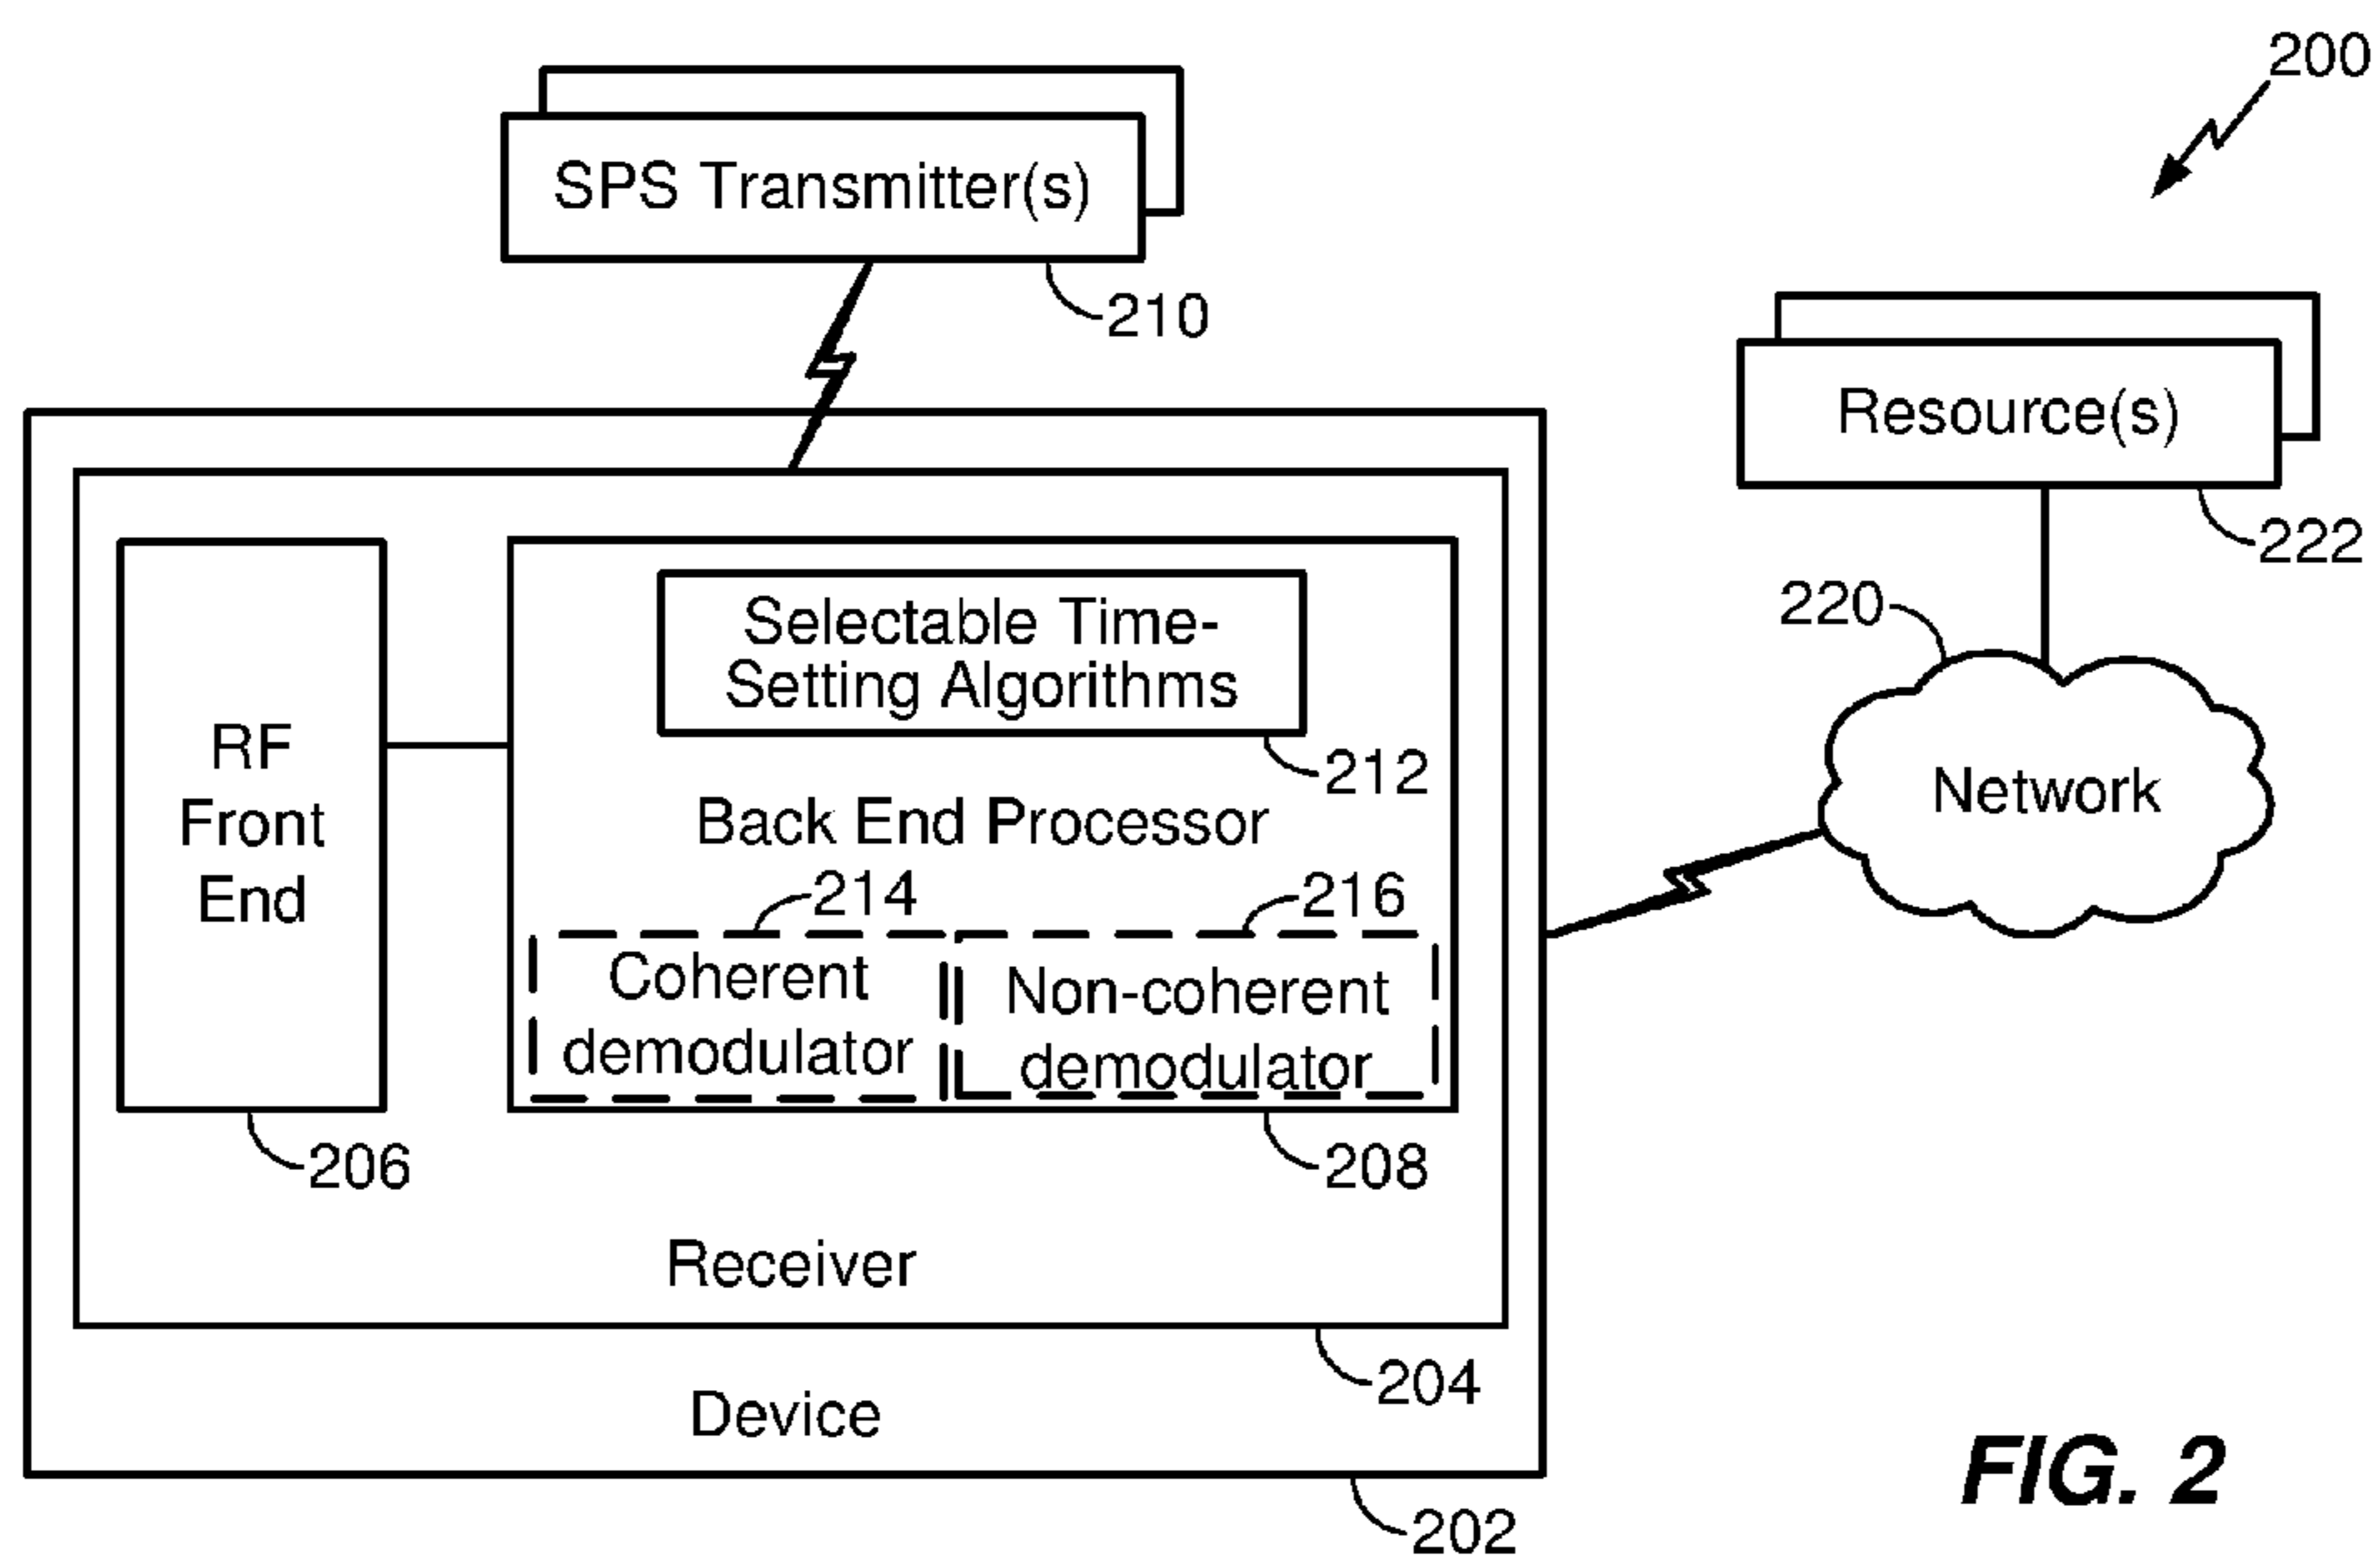 200
SPS Transmitter(s)
210
Resource(s)
222
220
Network
Selectable Time-
Setting Algorithms
212
RF
Front
End
Back End Processor
214
216
Coherent
demodulator
Non-coherent
demodulator
206
208
Receiver
204
Device
202
FIG. 2